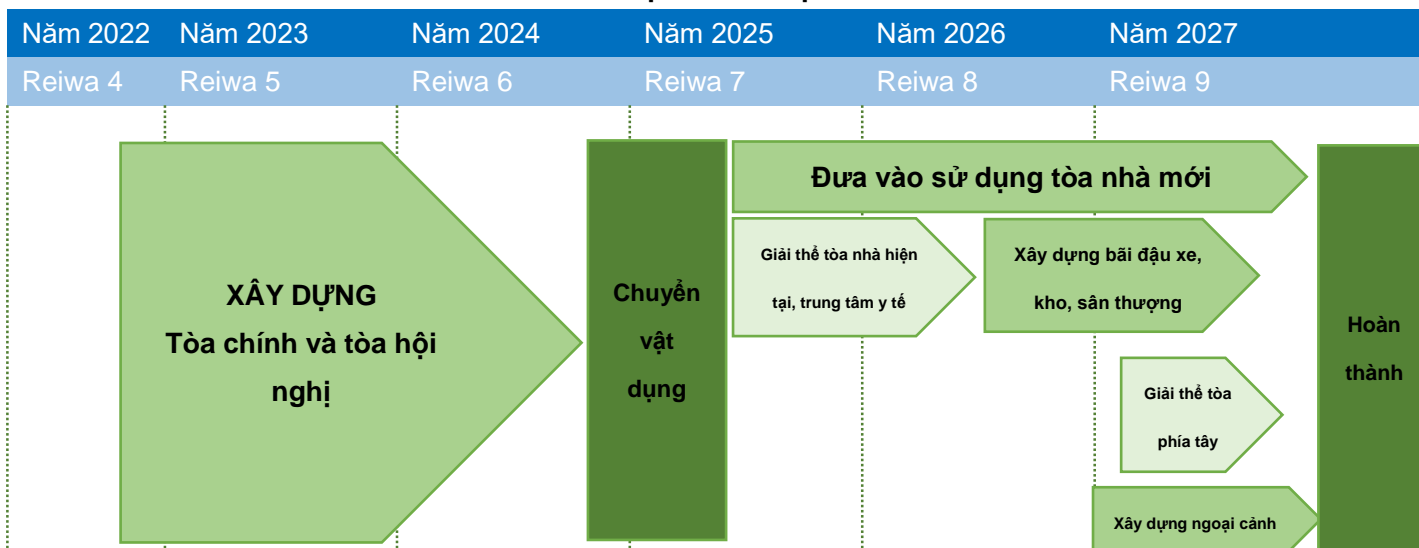 Năm 2022 Năm 2023 Năm 2024 Năm 2025 Năm 2026 Năm 2027
Reiwa 4 Reiwa 5 Reiwa 6 Reiwa 7 Reiwa 8 Reiwa 9
XÂY DỰNG
Tòa chính và tòa hội
nghị
Chuyển
vật
dụng
Đưa vào sử dụng tòa nhà mới
Giải thể tòa nhà hiện
tại, trung tâm y tế
Xây dựng bãi đậu xe,
kho, sân thượng
Giải thể tòa
phía tây
Xây dựng ngoại cảnh
Hoàn
thành